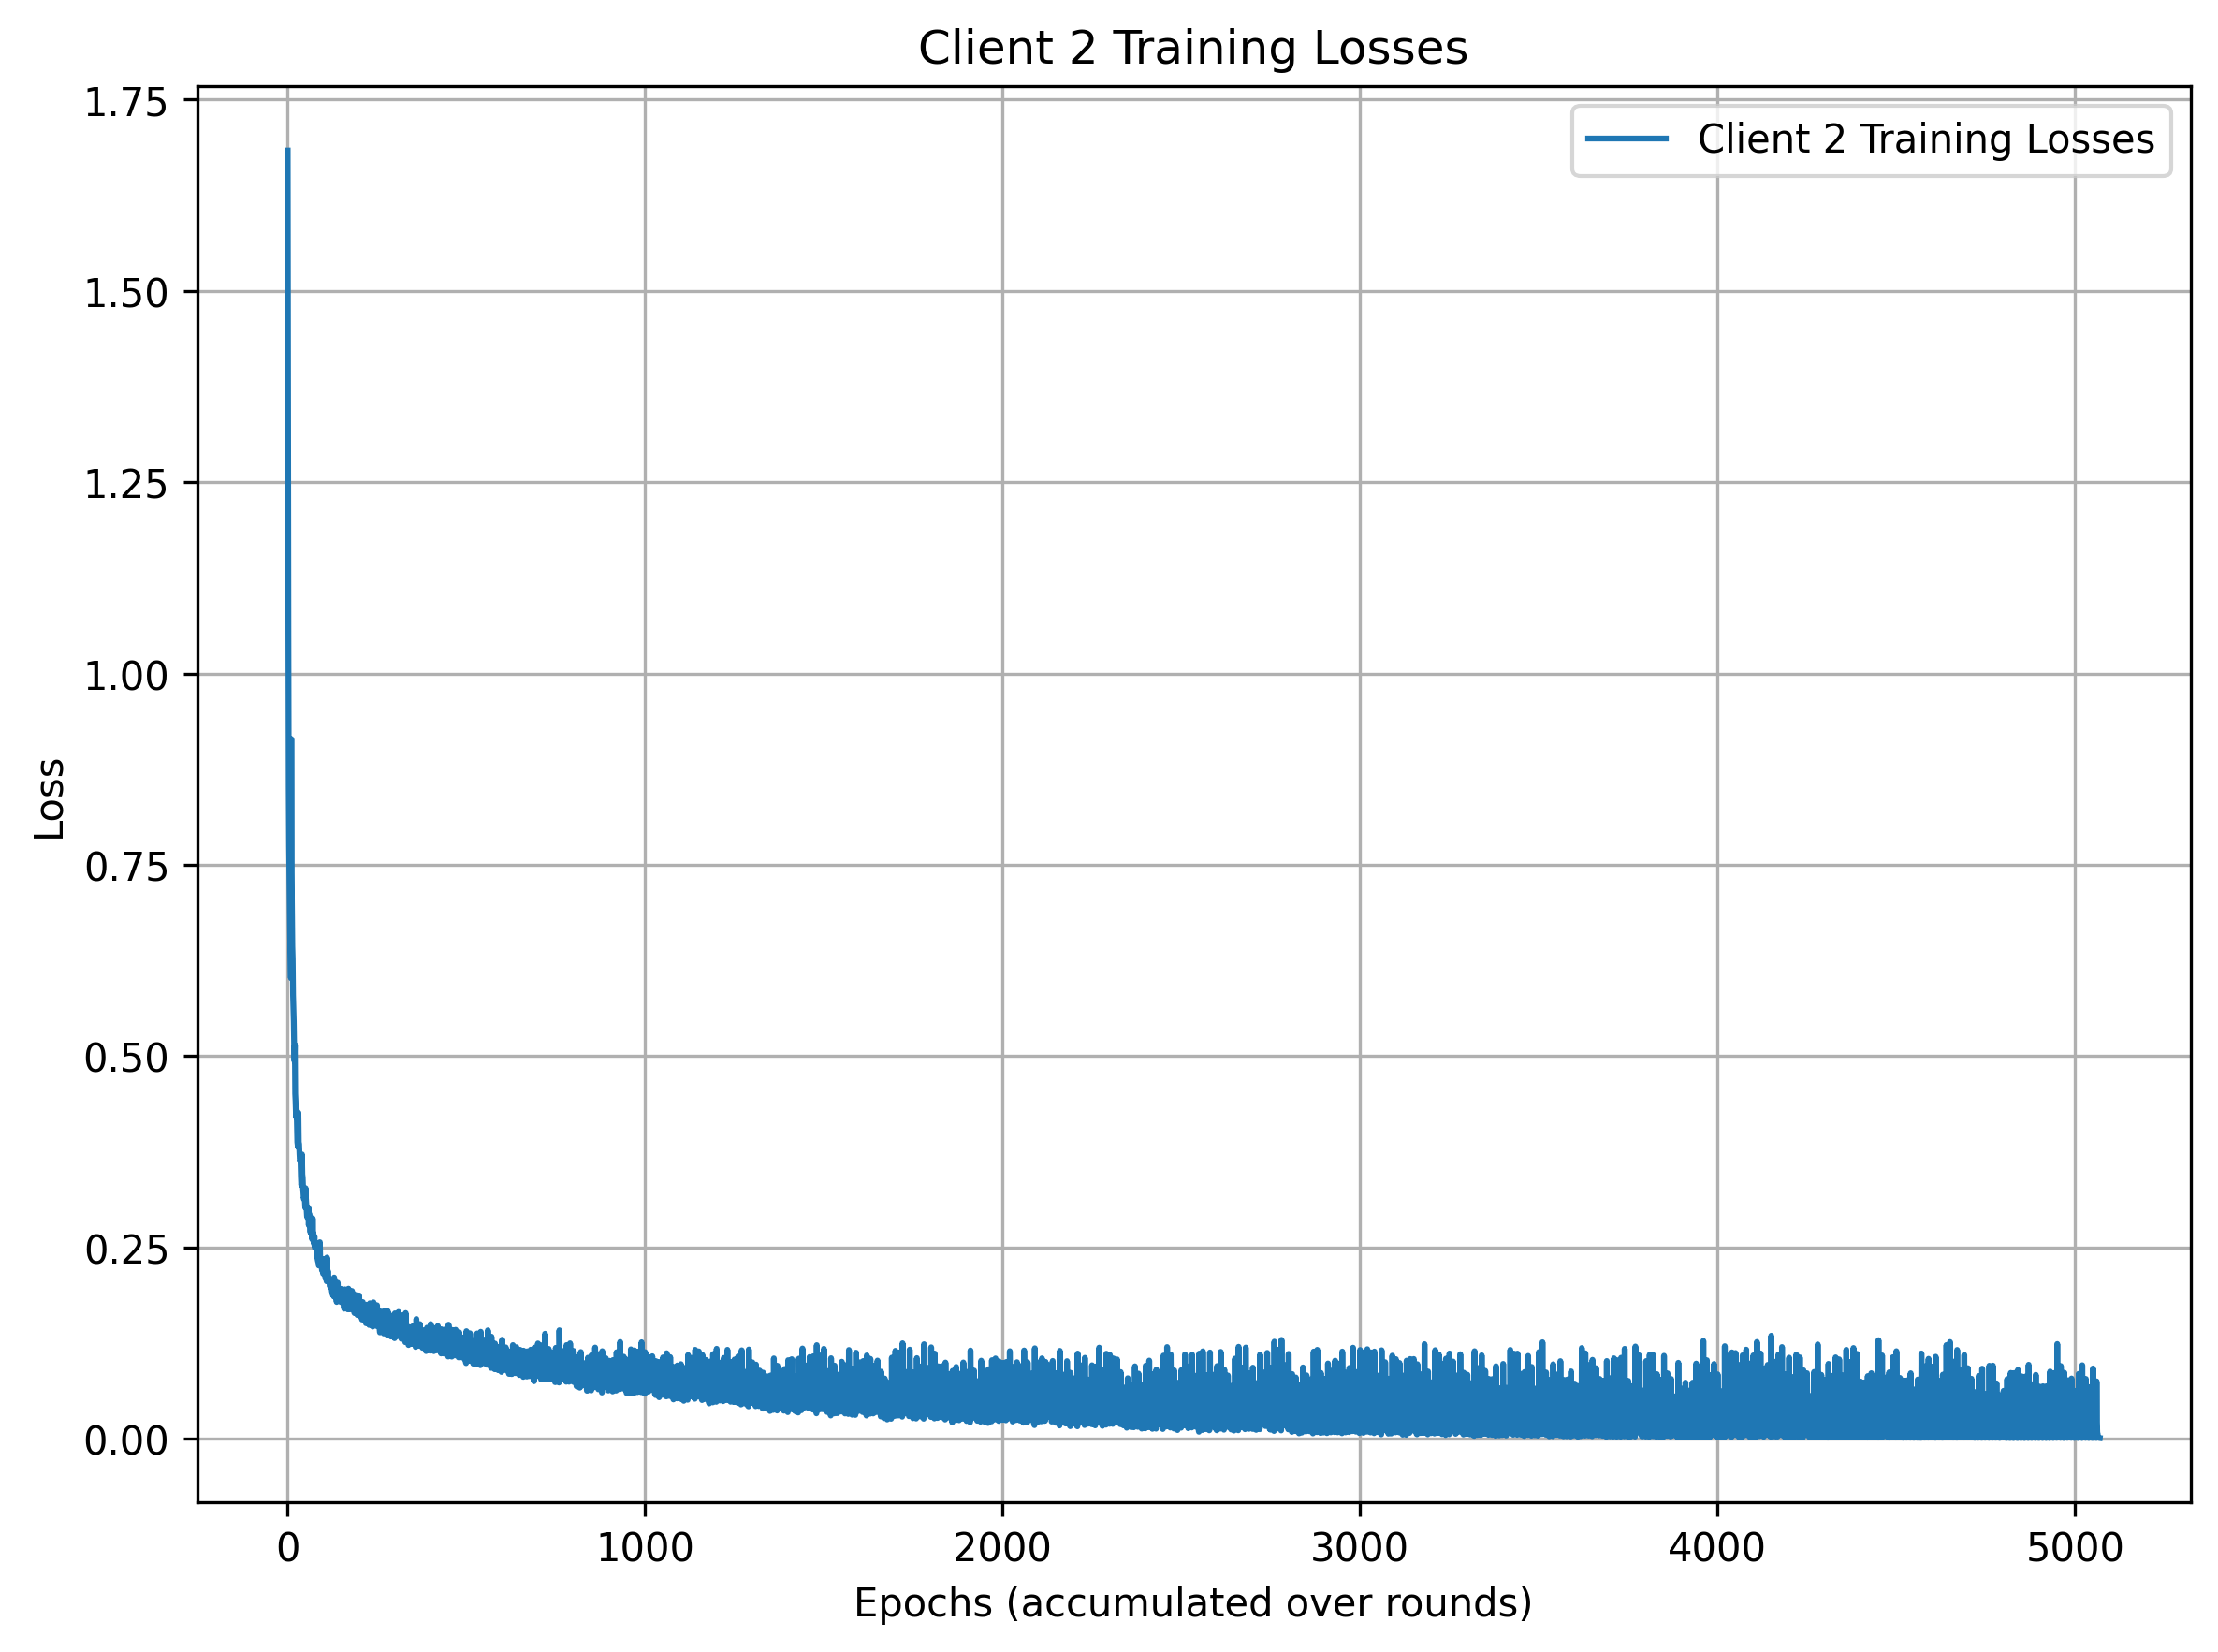 Client 2 Training Losses
Client 2 Training Losses
1.75
1.50
1.25
1.00
0.75
0.50
0.25
0.00
Loss
0 1000 2000 3000 4000 5000
Epochs (accumulated over rounds)